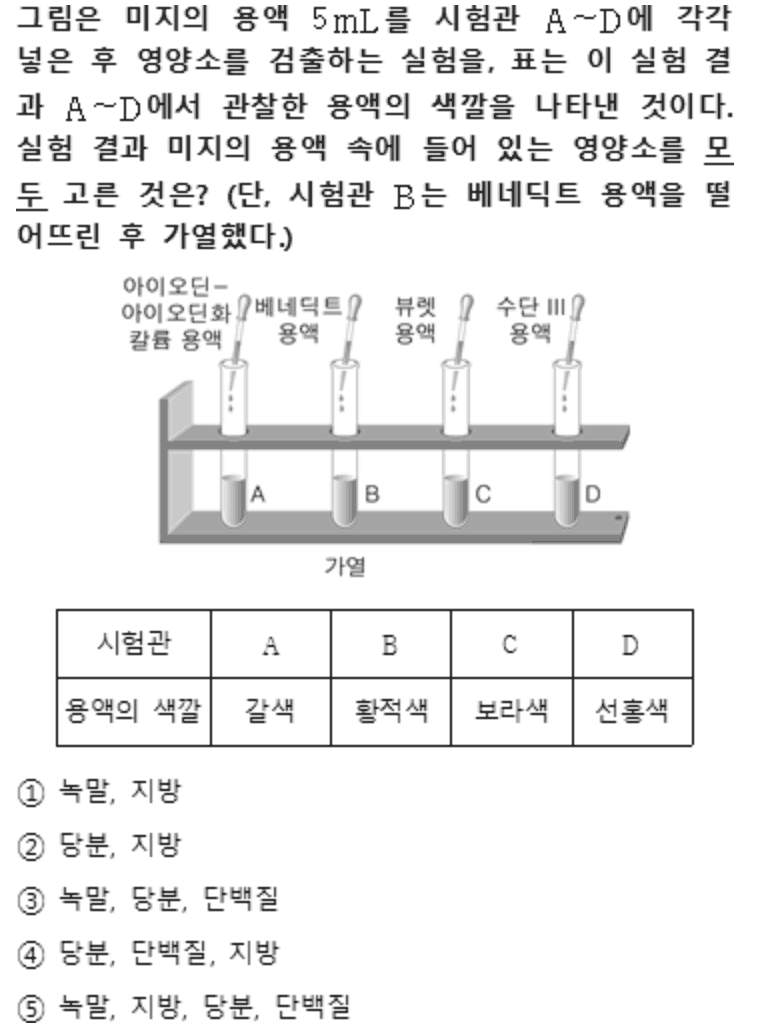 그림은 미지의 용액 5mL를 시험관 A~D에 각각
넣은 후 영양소를 검출하는 실험을, 표는 이 실험 결
과 A~D에서 관찰한 용액의 색깔을 나타낸 것이다.
실험 결과 미지의 용액 속에 들어 있는 영양소를 모
두 고른 것은? (단, 시험관 B는 베네딕트 용액을 떨
어뜨린 후 가열했다.)
아이오딘-
아이오딘화
칼륨 용액
베네딕트
용액
뷰렛
용액
수단 III
용액
A B C D
가열
시험관 A B C D
용액의 색깔 갈색 황적색 보라색 선홍색
① 녹말, 지방
② 당분, 지방
③ 녹말, 당분, 단백질
④ 당분, 단백질, 지방
⑤ 녹말, 지방, 당분, 단백질